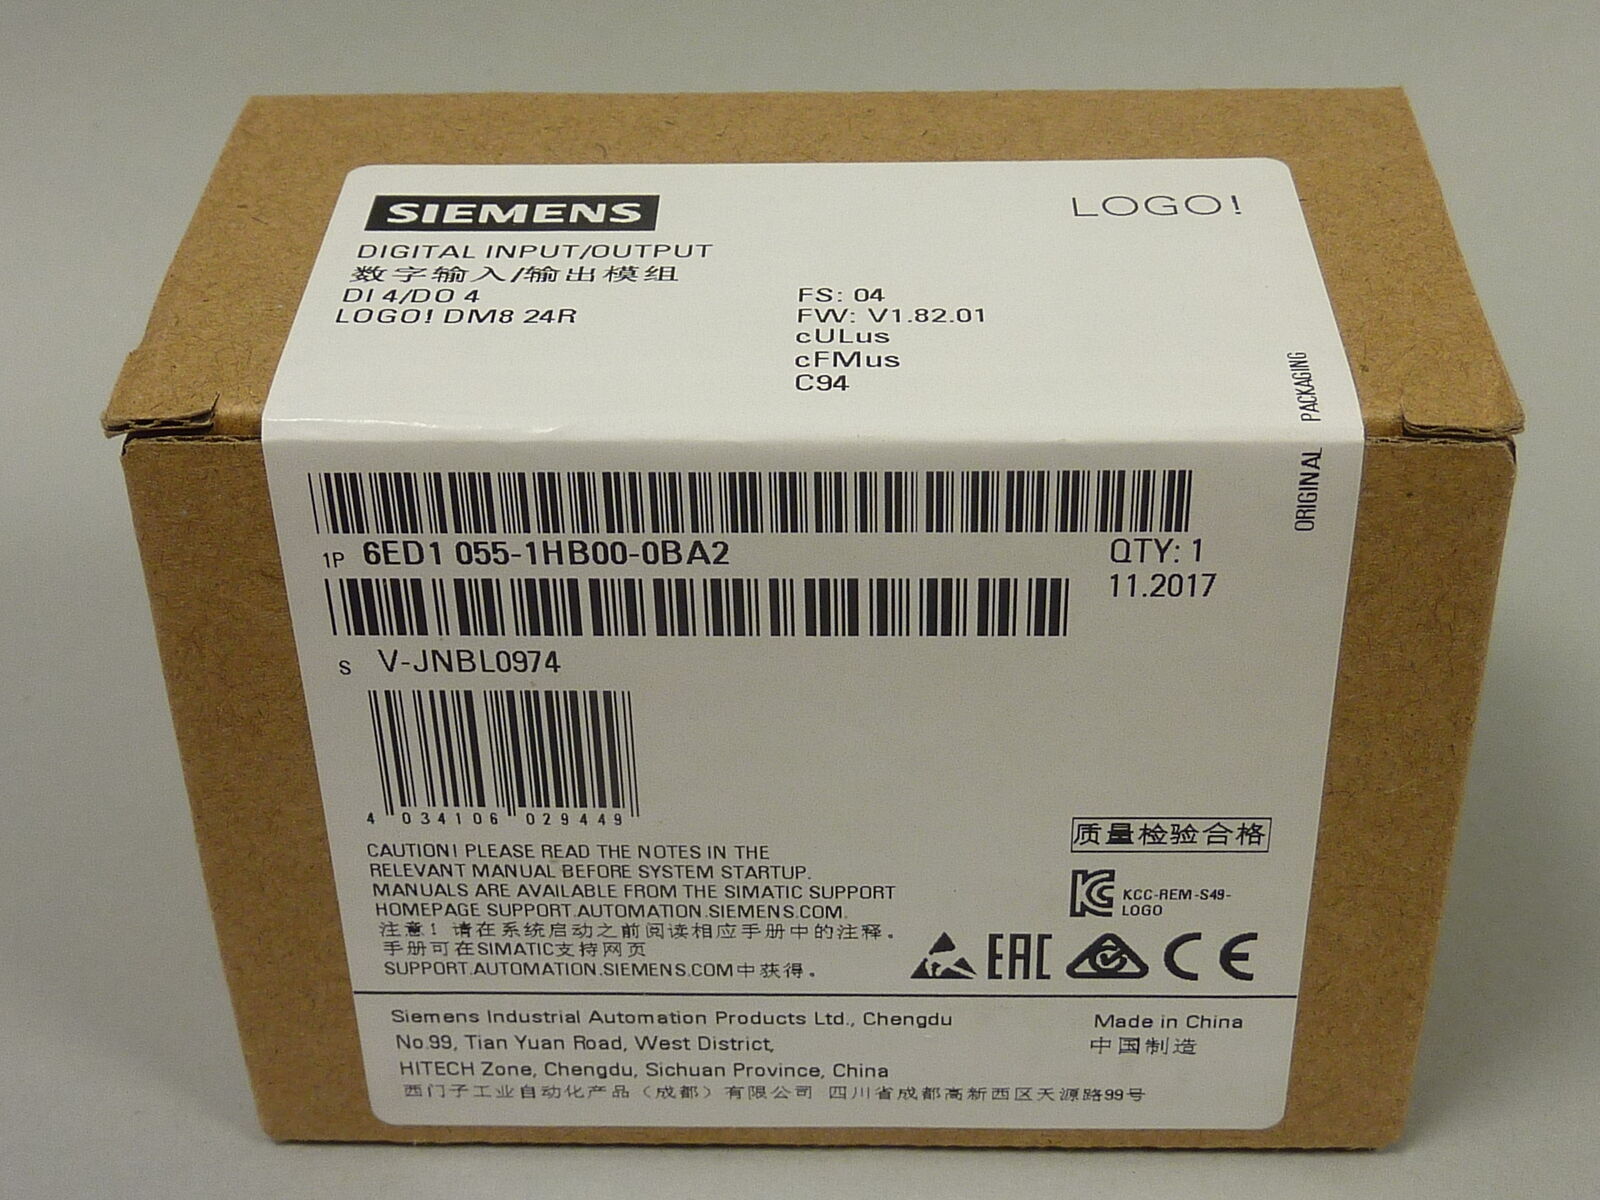 SIEMENS
LOGO!
DIGITAL INPUT/OUTPUT
数字输入/输出模组
DI 4/DO 4
LOGO! DM8 24R
FS: 04
FW: V1.82.01
cULus
cFMus
C94
ORIGINAL PACKAGING
1P 6ED1 055-1HB00-0BA2
QTY: 1
11.2017
S V-JNBL0974
4 034106 029449
CAUTION! PLEASE READ THE NOTES IN THE
RELEVANT MANUAL BEFORE SYSTEM STARTUP.
MANUALS ARE AVAILABLE FROM THE SIMATIC SUPPORT
HOMEPAGE SUPPORT.AUTOMATION.SIEMENS.COM.
注意！请在系统启动之前阅读相应手册中的注释。
手册可在SIMATIC支持网页
SUPPORT.AUTOMATION.SIEMENS.COM中获得。
质量检验合格
KCC-REM-S49-
LOGO
EAC CE
Siemens Industrial Automation Products Ltd., Chengdu
No.99, Tian Yuan Road, West District,
HITECH Zone, Chengdu, Sichuan Province, China
西门子工业自动化产品（成都）有限公司 四川省成都高新西区天源路99号
Made in China
中国制造